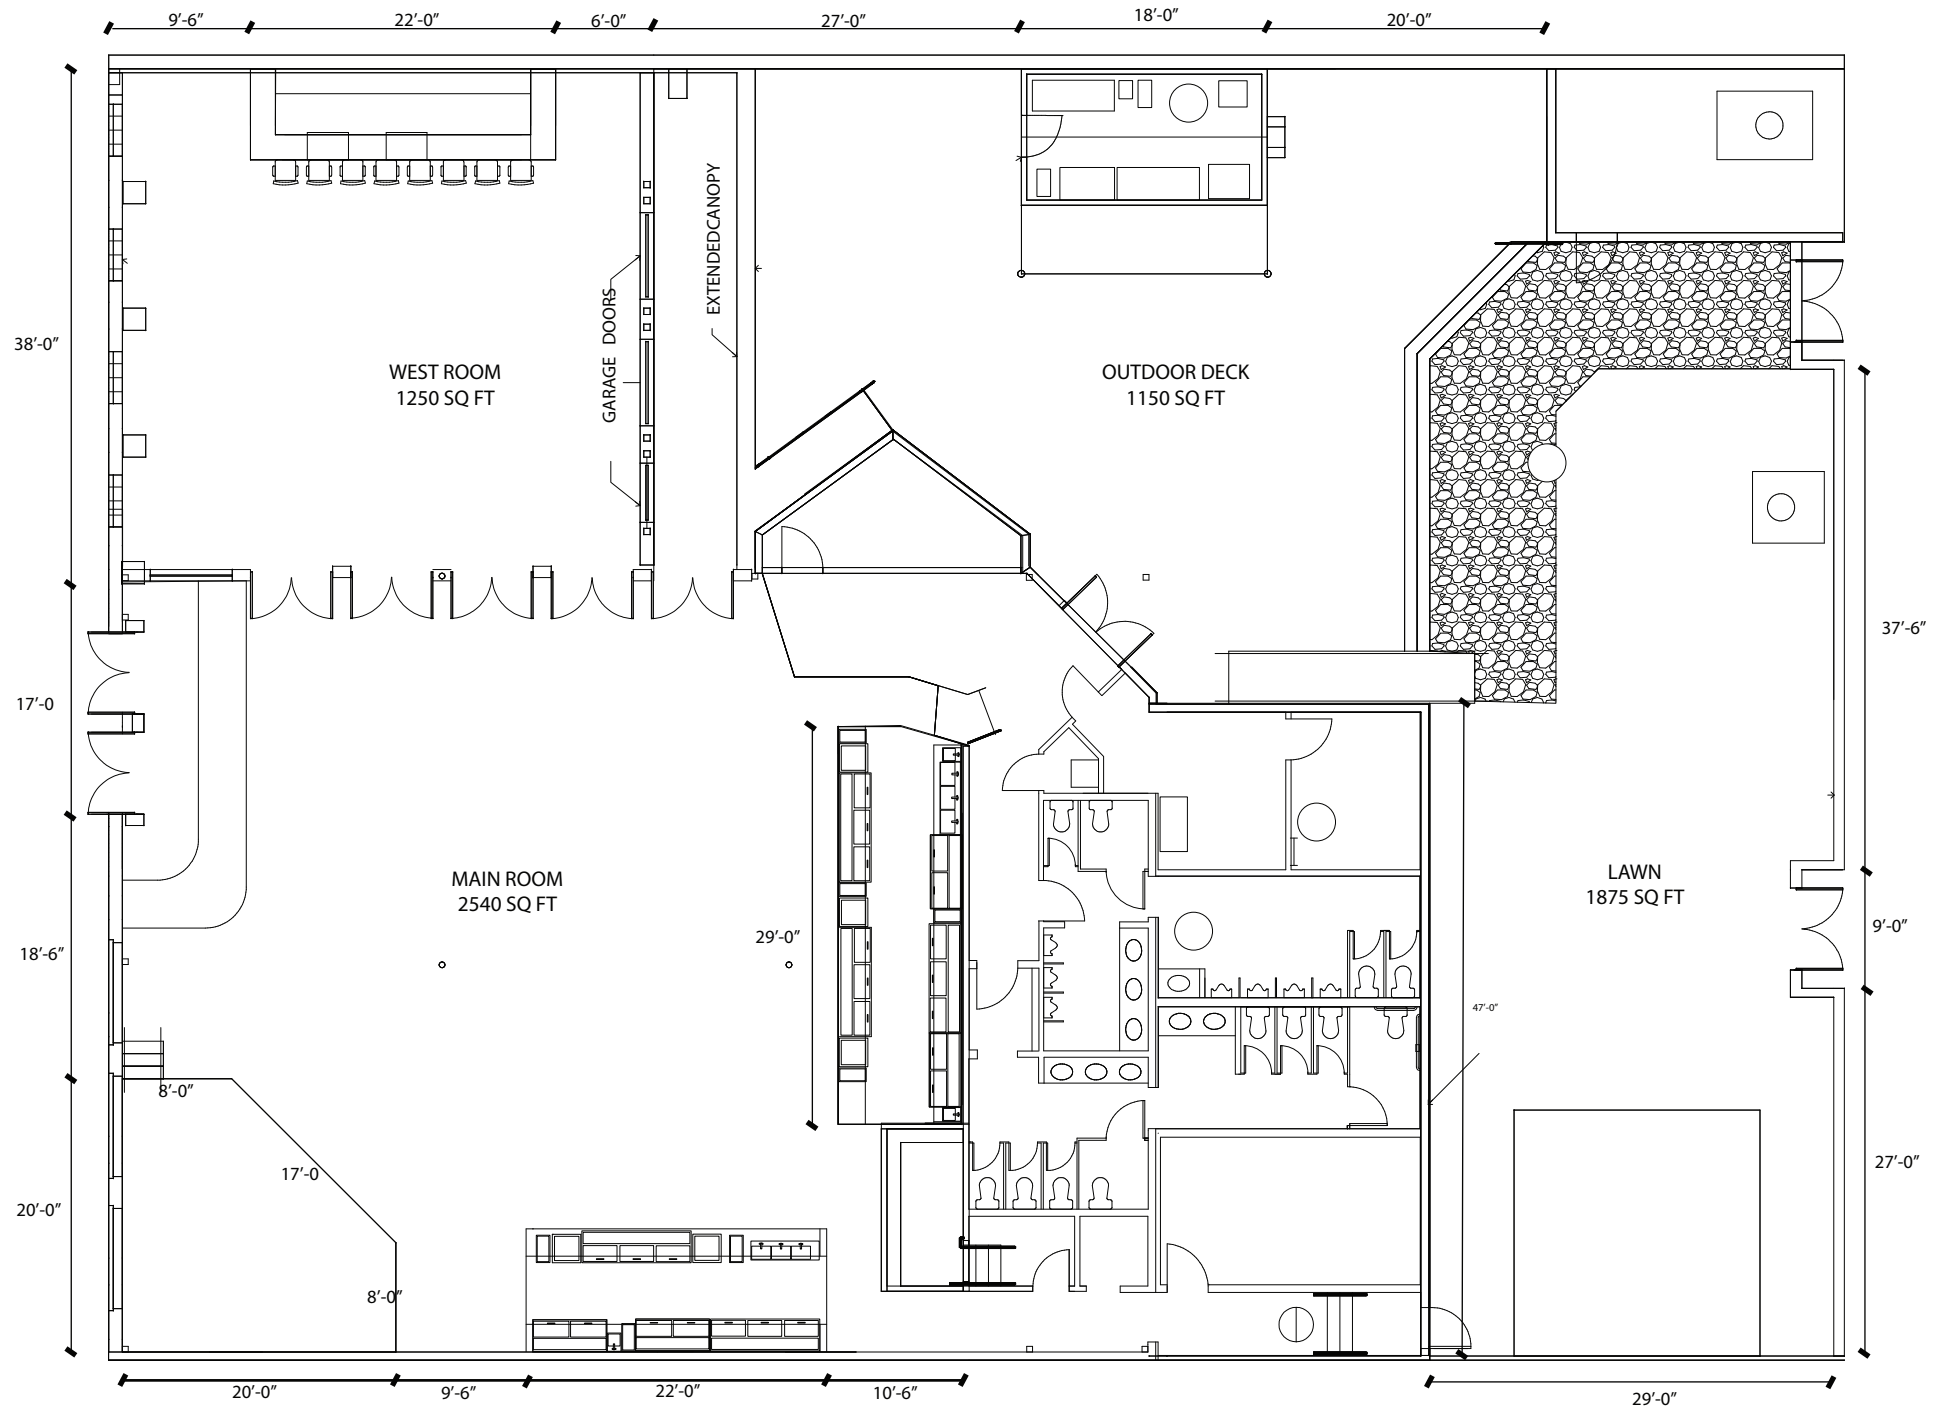 9'-6"
22'-0"
6'-0"
27'-0"
18'-0"
20'-0"
38'-0"
GARAGE DOORS
EXTENDEDCANOPY
WEST ROOM
1250 SQ FT
OUTDOOR DECK
1150 SQ FT
37'-6"
17'-0
MAIN ROOM
2540 SQ FT
LAWN
1875 SQ FT
29'-0"
9'-0"
18'-6"
47'-0"
8'-0"
17'-0
27'-0"
20'-0"
8'-0"
20'-0"
9'-6"
22'-0"
10'-6"
29'-0"